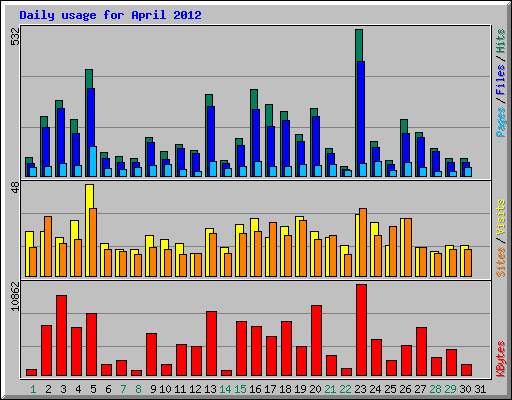 Daily usage for April 2012
532
Pages / Files / Hits
48
Sites / Visits
10862
KBytes
1 2 3 4 5 6 7 8 9 10 11 12 13 14 15 16 17 18 19 20 21 22 23 24 25 26 27 28 29 30 31